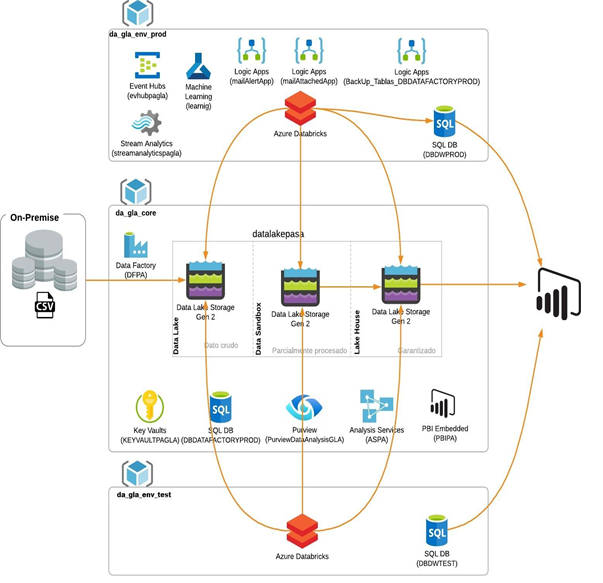 da_gla_env_prod
Event Hubs
(evhubpagla)
Machine
Learning
(learnig)
Logic Apps
(mailAlertApp)
Logic Apps
(mailAttachedApp)
Logic Apps
(BackUp_Tablas_DBDATAFACTORYPROD)
Stream Analytics
(streamanalyticspagla)
Azure Databricks
SQL
SQL DB
(DBDWPROD)
da_gla_core
On-Premise
CSV
Data Factory
(DFPA)
datalakepasa
Data Lake
Data Lake Storage
Gen 2
Dato crudo
Data Sandbox
Data Lake Storage
Gen 2
Parcialmente procesado
Lake House
Data Lake Storage
Gen 2
Garantizado
Key Vaults
(KEYVAULTPAGLA)
SQL
SQL DB
(DBDATAFACTORYPROD)
Purview
(PurviewDataAnalysisGLA)
Analysis Services
(ASPA)
PBI Embedded
(PBIPA)
da_gla_env_test
Azure Databricks
SQL
SQL DB
(DBDWTEST)